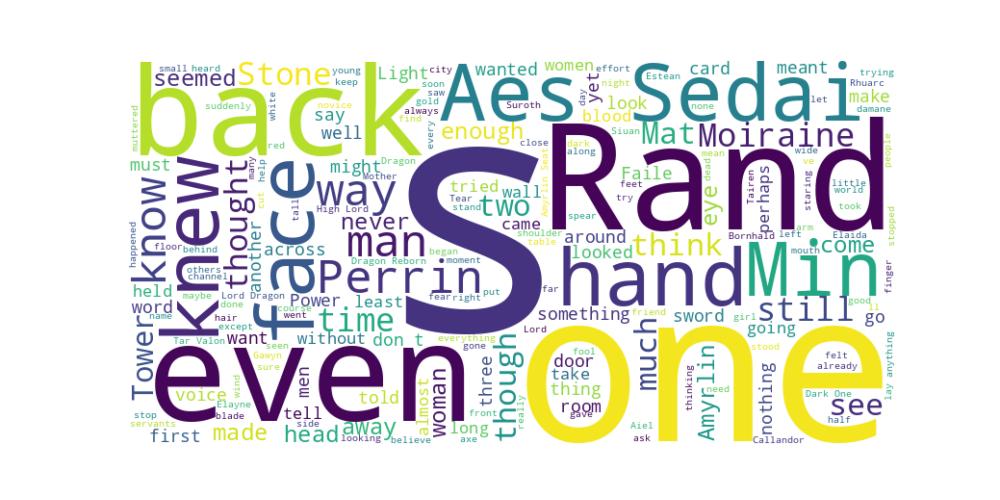 small
heard
young
keep
Light
city
wanted
women
effort
card
meant
trying
seemed
Stone
soon
saw
gold
always
Aes Sedai
yet
night
Estean
none
Rhuarc
let
make
damane
back
suddenly
white
novice
say
well
red
muttered
find
every
enough
Suroth
day
look
blood
Siuan
Mat
Moiraine
close
dark
along
mean
wide
ve
people
must
many
help
might
Dragon
Mother
tried
wall
two
Rand
Faile
feet
try
dead
eye
perhaps
Tairen
staring
little
world
took
know
knew
thought
cut
tall
face
way
High Lord
never
man
Tear
stand
came
S
Amyrlin Seat
spear
shoulder
table
around
looked
think
Bornhald
left
arm
mouth
Elaida
stopped
come
happened
floor
behind
another
across
began
Dragon Reborn
moment
Perrin
hand
Min
finger
others
channel
held
maybe
Lord Dragon
done
Power
least
fear
right
put
far
something
friend
sword
girl
still
good
ll
go
word
name
hair
course
went
time
Lord
going
Tower
Tar Valon
without
don t
everything
want
except
seen
Gawyn
sure
gone
even
one
though
three
door
fool
take
thing
room
gave
much
stood
felt
already
nothing
thinking
need
Amyrlin
Dark One
see
half
lay anything
voice
wind
men
told
almost
woman
Elayne
stop
blade
side
tell
servants
first
made
head
away
looking
believe
long
axe
front
really
Aiel
ask
Callandor